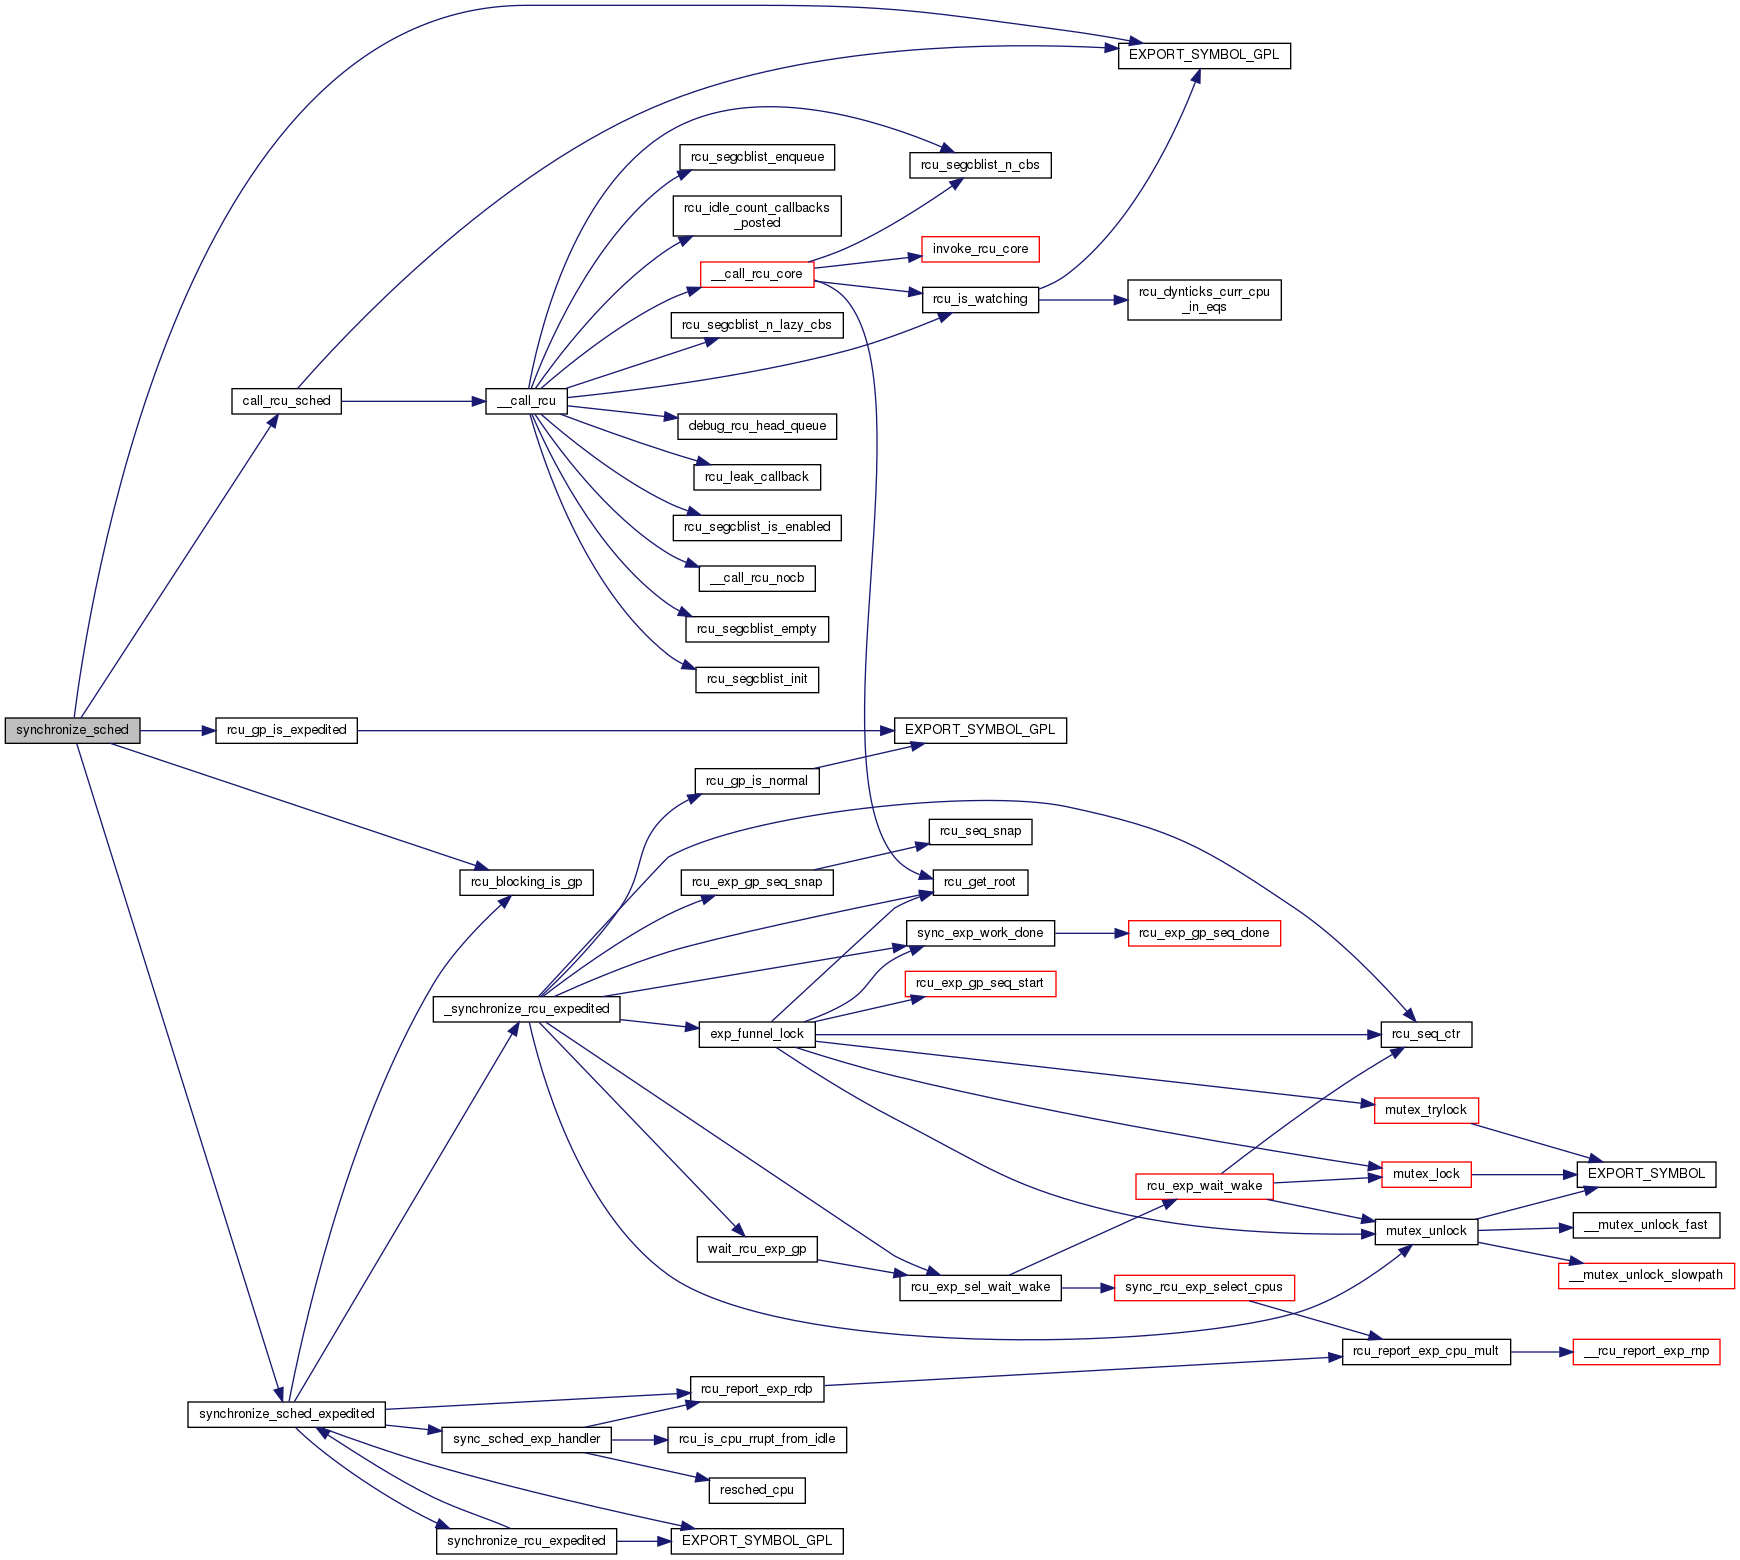 EXPORT_SYMBOL_GPL
rcu_segcblist_enqueue
rcu_segcblist_n_cbs
rcu_idle_count_callbacks
_posted
invoke_rcu_core
__call_rcu_core
rcu_is_watching
rcu_dynticks_curr_cpu
_in_eqs
rcu_segcblist_n_lazy_cbs
call_rcu_sched
__call_rcu
debug_rcu_head_queue
rcu_leak_callback
rcu_segcblist_is_enabled
__call_rcu_nocb
rcu_segcblist_empty
rcu_segcblist_init
synchronize_sched
rcu_gp_is_expedited
EXPORT_SYMBOL_GPL
rcu_gp_is_normal
rcu_seq_snap
rcu_blocking_is_gp
rcu_exp_gp_seq_snap
rcu_get_root
sync_exp_work_done
rcu_exp_gp_seq_done
rcu_exp_gp_seq_start
_synchronize_rcu_expedited
exp_funnel_lock
rcu_seq_ctr
mutex_trylock
mutex_lock
EXPORT_SYMBOL
rcu_exp_wait_wake
mutex_unlock
__mutex_unlock_fast
wait_rcu_exp_gp
__mutex_unlock_slowpath
rcu_exp_sel_wait_wake
sync_rcu_exp_select_cpus
rcu_report_exp_cpu_mult
__rcu_report_exp_rnp
rcu_report_exp_rdp
synchronize_sched_expedited
sync_sched_exp_handler
rcu_is_cpu_rrupt_from_idle
resched_cpu
synchronize_rcu_expedited
EXPORT_SYMBOL_GPL